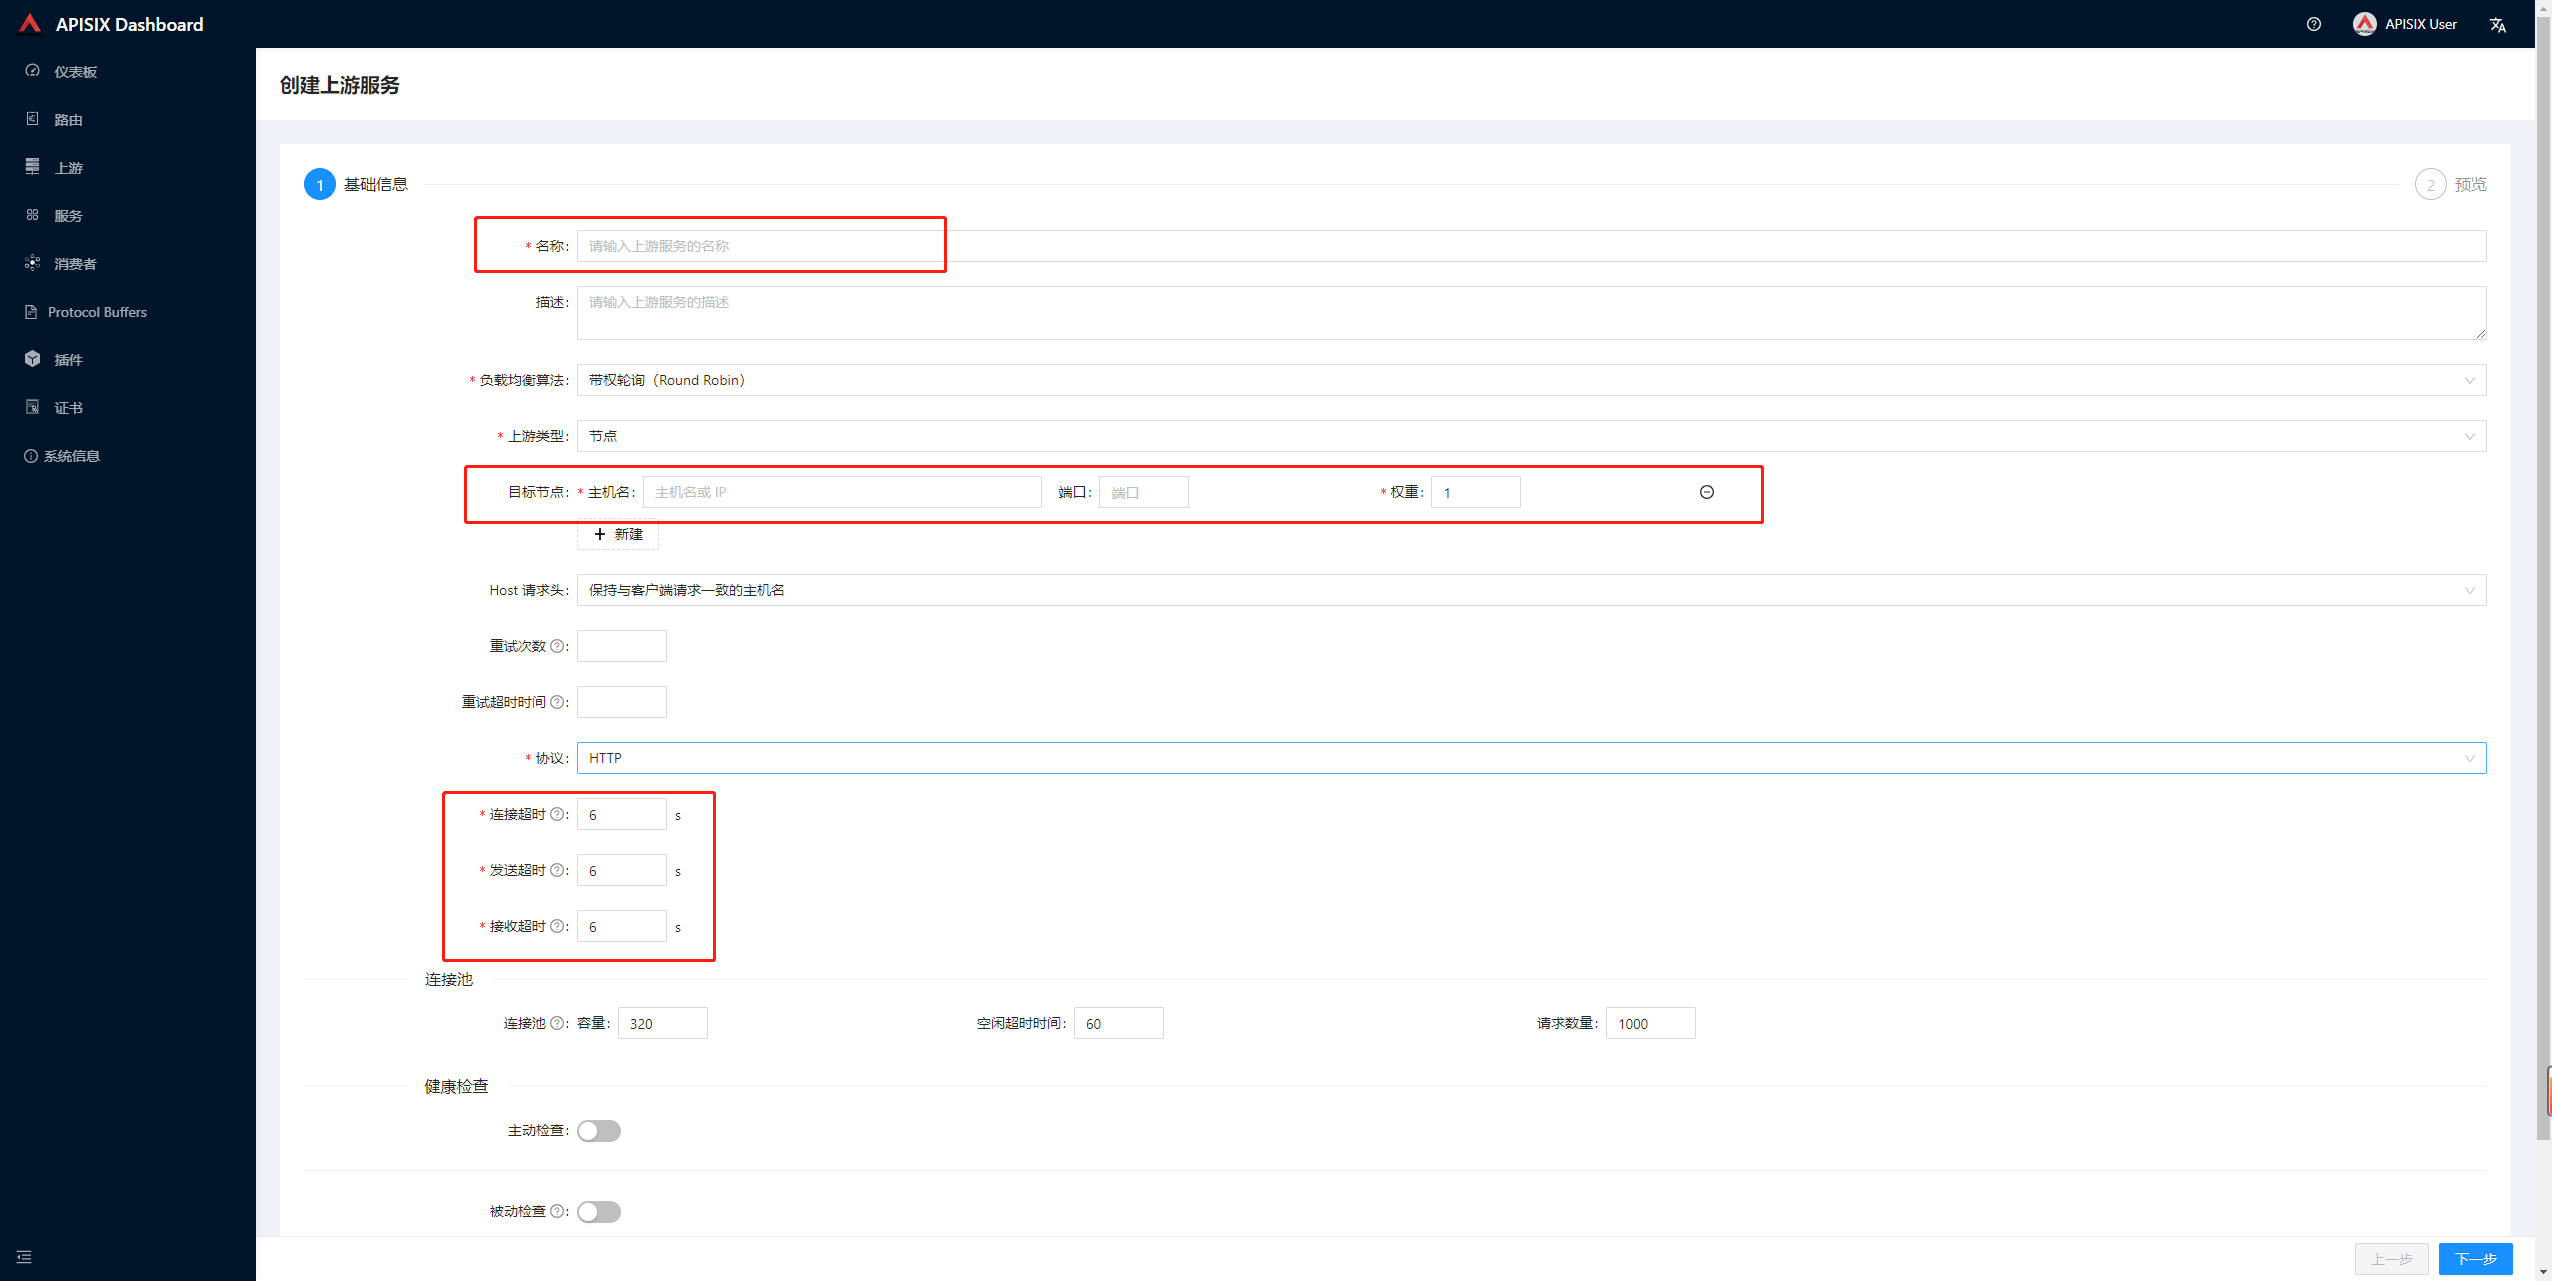 APISIX Dashboard
APISIX User
仪表板
路由
上游
服务
消费者
Protocol Buffers
插件
证书
系统信息
创建上游服务
1 基础信息
2 预览
* 名称: 请输入上游服务的名称
描述: 请输入上游服务的描述
* 负载均衡算法: 带权轮询（Round Robin）
* 上游类型: 节点
目标节点: * 主机名: 主机名或 IP 端口: 端口 * 权重: 1
+ 新建
Host 请求头: 保持与客户端请求一致的主机名
重试次数 ?:
重试超时时间 ?:
* 协议: HTTP
* 连接超时 ?: 6 s
* 发送超时 ?: 6 s
* 接收超时 ?: 6 s
连接池
连接池 ?: 容量: 320 空闲超时时间: 60 请求数量: 1000
健康检查
主动检查:
被动检查 ?:
上一步 下一步